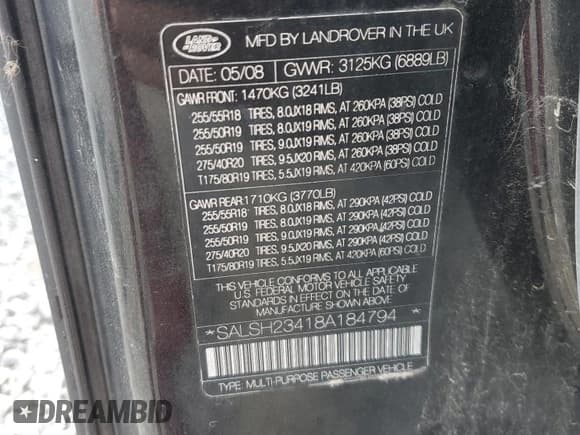 LAND
ROVER
MFD BY LANDROVER IN THE UK
DATE: 05/08 GVWR: 3125KG (6889LB)
GAWR FRONT: 1470KG (3241LB)
255/55R18 TIRES, 8.0JX18 RIMS, AT 260KPA (38PSI) COLD
255/50R19 TIRES, 8.0JX19 RIMS, AT 260KPA (38PSI) COLD
255/50R19 TIRES, 9.0JX19 RIMS, AT 260KPA (38PSI) COLD
275/40R20 TIRES, 9.5JX20 RIMS, AT 260KPA (38PSI) COLD
T175/80R19 TIRES, 5.5JX19 RIMS, AT 420KPA (60PSI) COLD
GAWR REAR: 1710KG (3770LB)
255/55R18 TIRES, 8.0JX18 RIMS, AT 290KPA (42PSI) COLD
255/50R19 TIRES, 8.0JX19 RIMS, AT 290KPA (42PSI) COLD
255/50R19 TIRES, 9.0JX19 RIMS, AT 290KPA (42PSI) COLD
275/40R20 TIRES, 9.5JX20 RIMS, AT 290KPA (42PSI) COLD
T175/80R19 TIRES, 5.5JX19 RIMS, AT 420KPA (60PSI) COLD
THIS VEHICLE CONFORMS TO ALL APPLICABLE
U.S. FEDERAL MOTOR VEHICLE SAFETY
STANDARDS IN EFFECT ON THE DATE OF
MANUFACTURE SHOWN ABOVE.
*SALSH23418A184794*
TYPE: MULTI-PURPOSE PASSENGER VEHICLE
DREAMBID